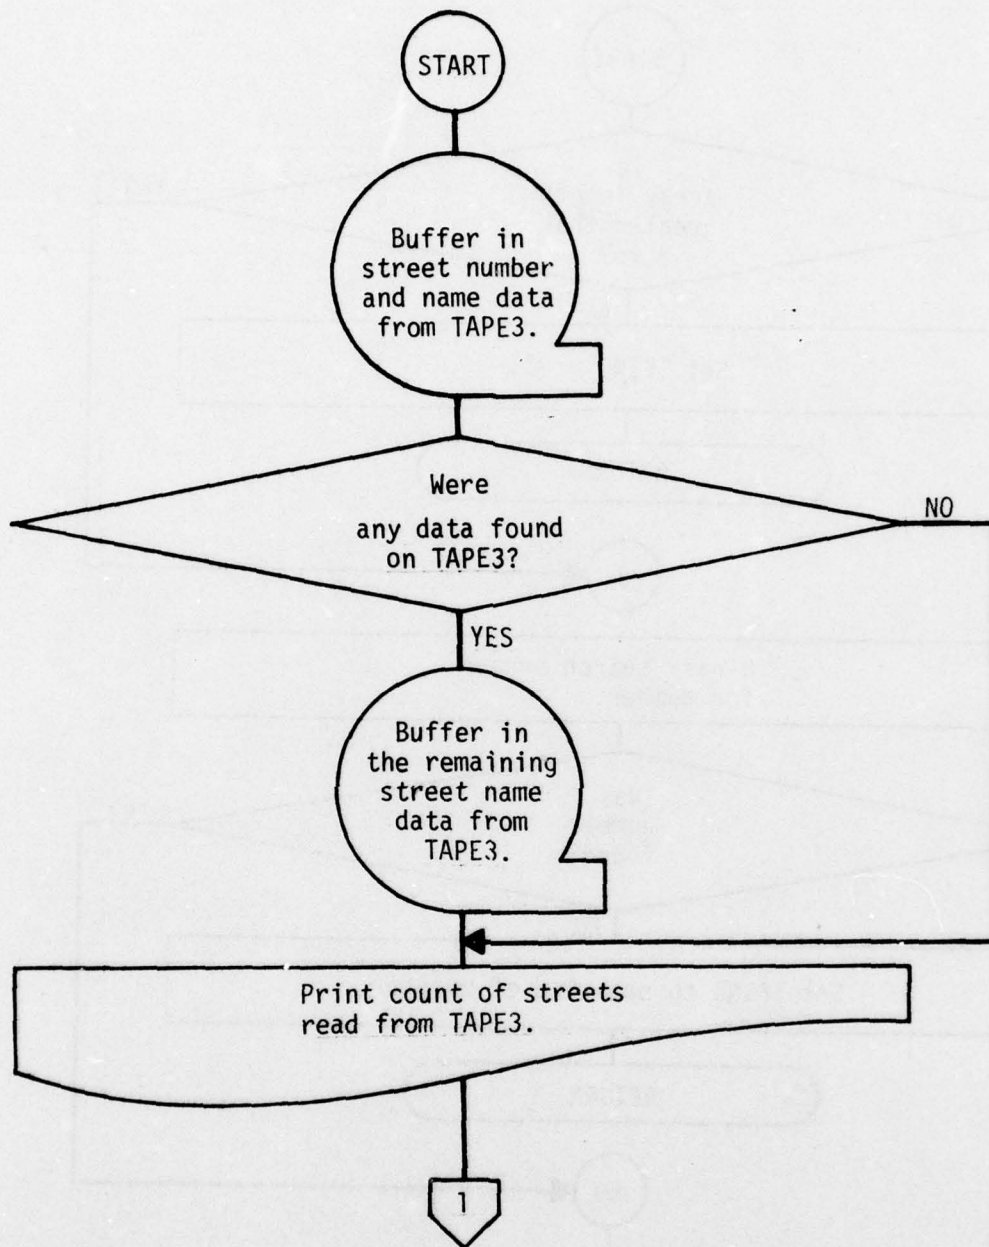 START
Buffer in
street number
and name data
from TAPE3.
Were
any data found
on TAPE3?
NO
YES
Buffer in
the remaining
street name
data from
TAPE3.
Print count of streets
read from TAPE3.
1